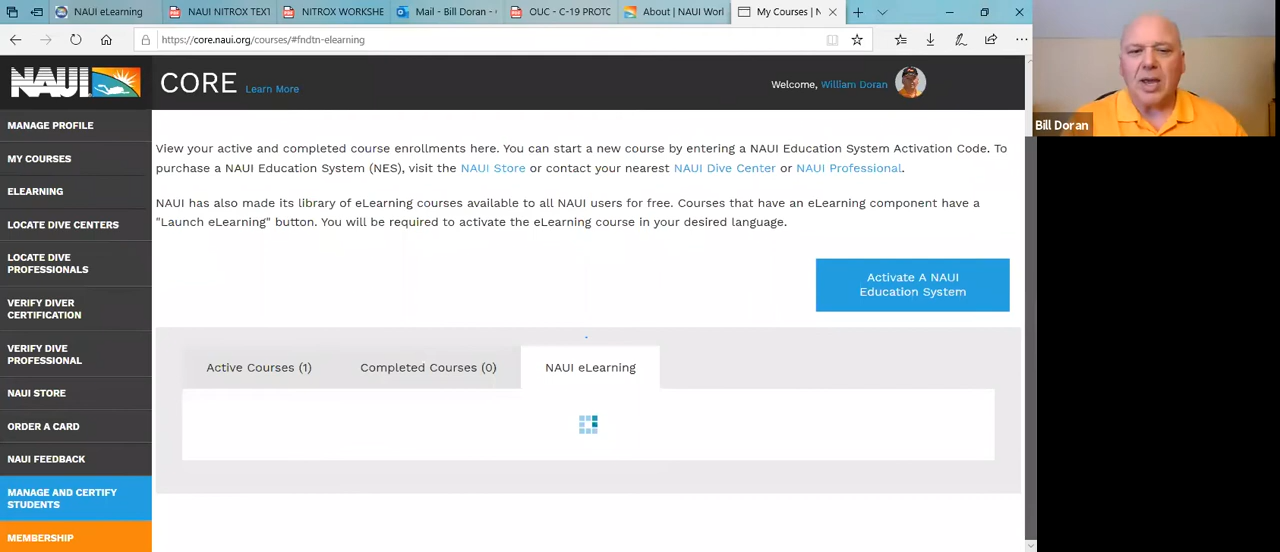 NAUI eLearning
NAUI NITROX TEXT
NITROX WORKSHE
Mail - Bill Doran -
OUC - C-19 PROTO
About | NAUI Worl
My Courses | N
https://core.naui.org/courses/#fndtn-elearning
NAUI
CORE Learn More
Welcome, William Doran
MANAGE PROFILE
MY COURSES
ELEARNING
LOCATE DIVE CENTERS
LOCATE DIVE
PROFESSIONALS
VERIFY DIVER
CERTIFICATION
VERIFY DIVE
PROFESSIONAL
NAUI STORE
ORDER A CARD
NAUI FEEDBACK
MANAGE AND CERTIFY
STUDENTS
MEMBERSHIP
View your active and completed course enrollments here. You can start a new course by entering a NAUI Education System Activation Code. To
purchase a NAUI Education System (NES), visit the NAUI Store or contact your nearest NAUI Dive Center or NAUI Professional.
NAUI has also made its library of eLearning courses available to all NAUI users for free. Courses that have an eLearning component have a
"Launch eLearning" button. You will be required to activate the eLearning course in your desired language.
Activate A NAUI
Education System
Active Courses (1)
Completed Courses (0)
NAUI eLearning
Bill Doran